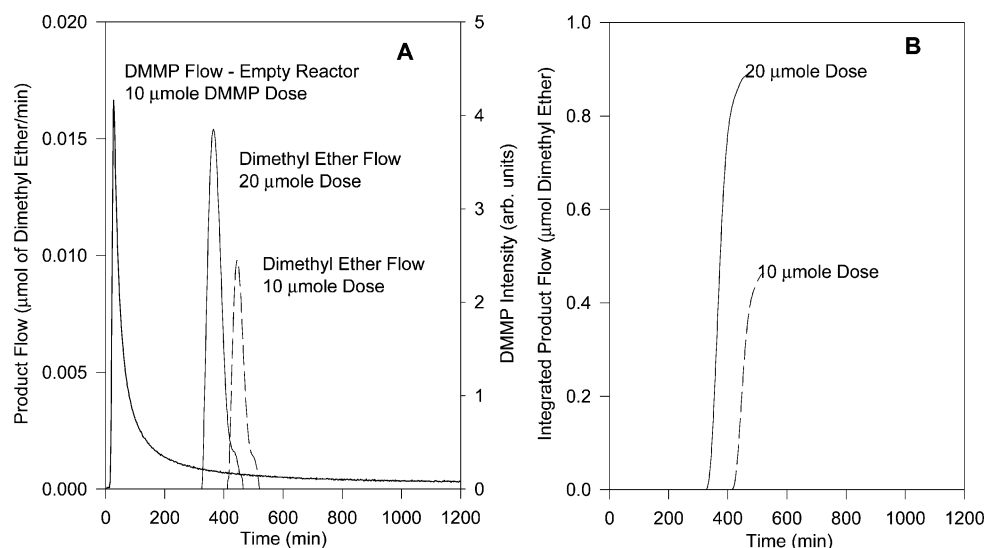 A
DMMP Flow - Empty Reactor
10 μmole DMMP Dose
Dimethyl Ether Flow
20 μmole Dose
Dimethyl Ether Flow
10 μmole Dose
Product Flow (μmol of Dimethyl Ether/min)
0.020
0.015
0.010
0.005
0.000
DMMP Intensity (arb. units)
5
4
3
2
1
0
0 200 400 600 800 1000 1200
Time (min)
B
20 μmole Dose
10 μmole Dose
Integrated Product Flow (μmol Dimethyl Ether)
1.0
0.8
0.6
0.4
0.2
0.0
0 200 400 600 800 1000 1200
Time (min)